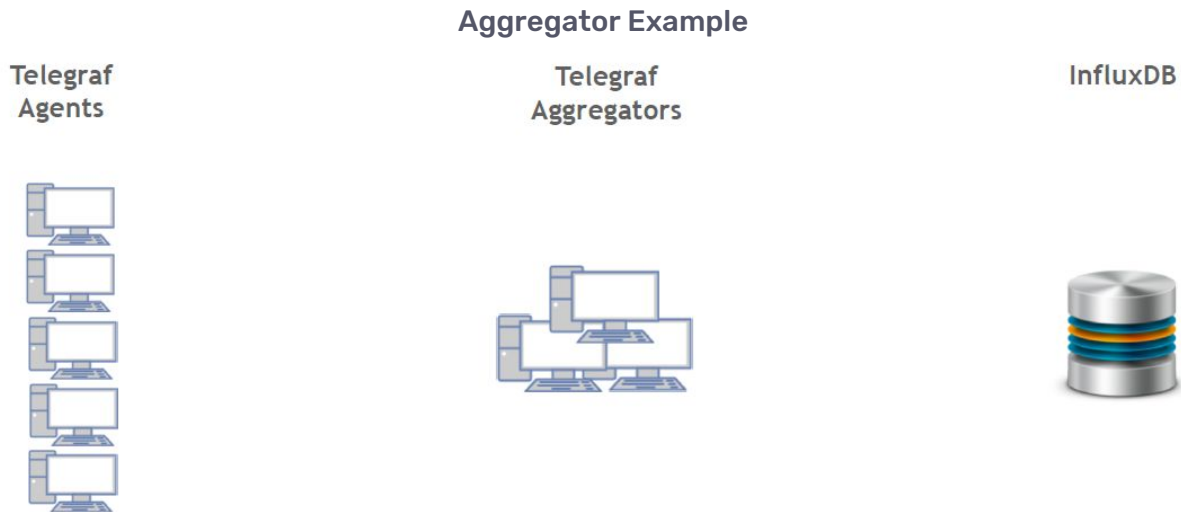 Aggregator Example
Telegraf
Agents
Telegraf
Aggregators
InfluxDB